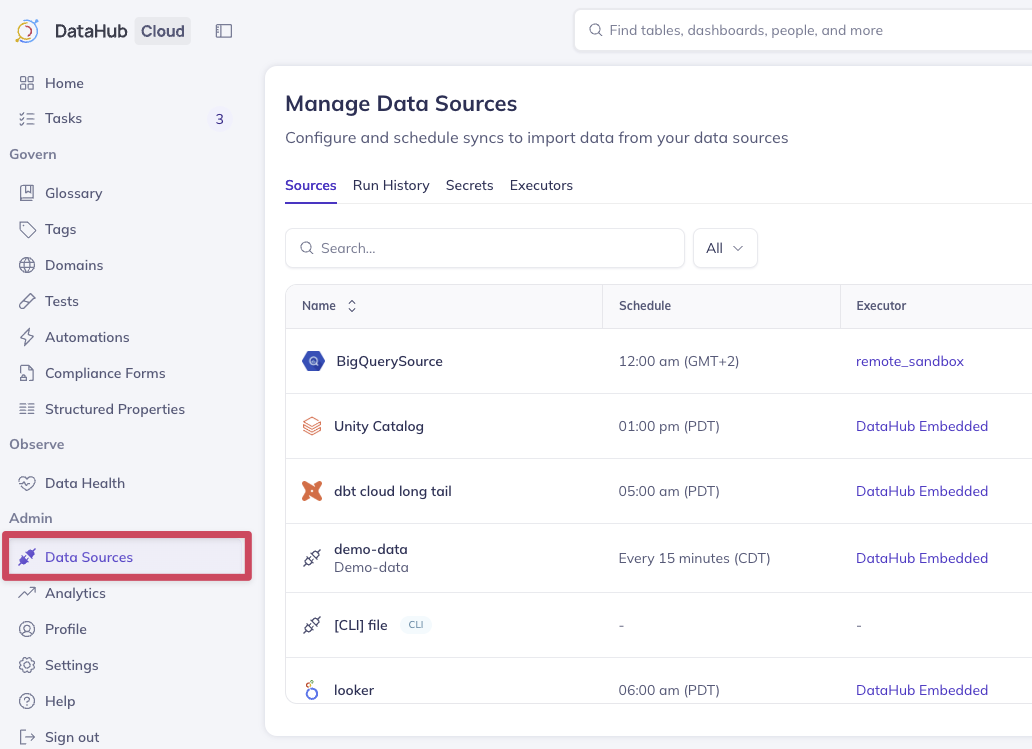 DataHub Cloud
Find tables, dashboards, people, and more
Home
Tasks 3
Govern
Glossary
Tags
Domains
Tests
Automations
Compliance Forms
Structured Properties
Observe
Data Health
Admin
Data Sources
Analytics
Profile
Settings
Help
Sign out
Manage Data Sources
Configure and schedule syncs to import data from your data sources
Sources Run History Secrets Executors
Search... All
Name Schedule Executor
BigQuerySource 12:00 am (GMT+2) remote_sandbox
Unity Catalog 01:00 pm (PDT) DataHub Embedded
dbt cloud long tail 05:00 am (PDT) DataHub Embedded
demo-data Every 15 minutes (CDT) DataHub Embedded
Demo-data
[CLI] file CLI - -
looker 06:00 am (PDT) DataHub Embedded